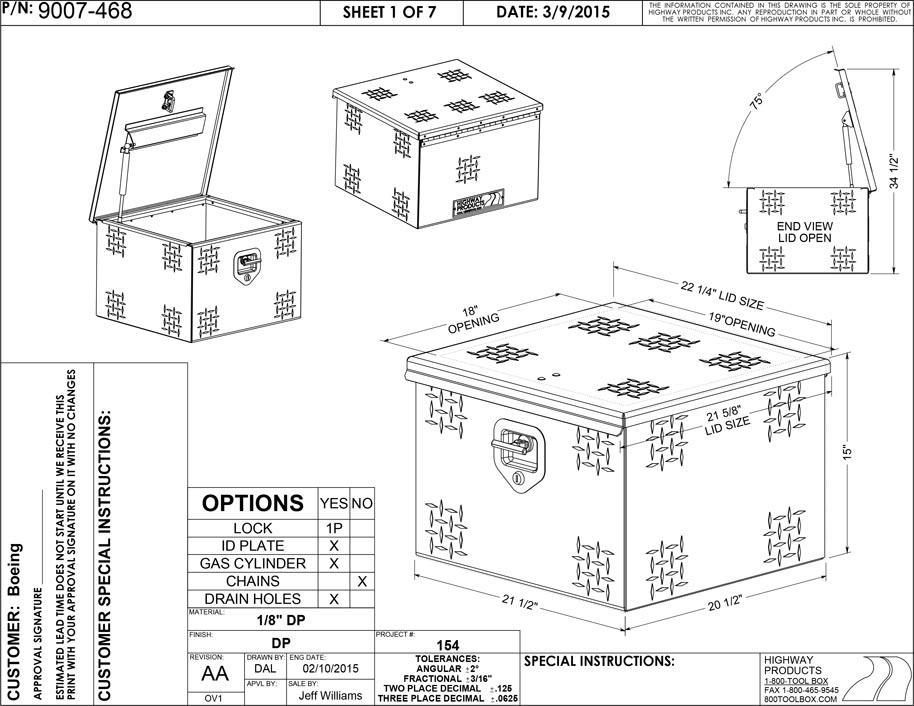 P/N: 9007-468
SHEET 1 OF 7
DATE: 3/9/2015
THE INFORMATION CONTAINED IN THIS DRAWING IS THE SOLE PROPERTY OF
HIGHWAY PRODUCTS INC. ANY REPRODUCTION IN PART OR WHOLE WITHOUT
THE WRITTEN PERMISSION OF HIGHWAY PRODUCTS INC. IS PROHIBITED.
HIGHWAY
PRODUCTS
75°
34 1/2"
END VIEW
LID OPEN
22 1/4" LID SIZE
19"OPENING
18"
OPENING
21 5/8"
LID SIZE
15"
21 1/2"
20 1/2"
CUSTOMER: Boeing
APPROVAL SIGNATURE
ESTIMATED LEAD TIME DOES NOT START UNTIL WE RECEIVE THIS
PRINT WITH YOUR APPROVAL SIGNATURE ON IT WITH NO CHANGES
CUSTOMER SPECIAL INSTRUCTIONS:
OPTIONS YES NO
LOCK 1P
ID PLATE X
GAS CYLINDER X
CHAINS X
DRAIN HOLES X
MATERIAL:
1/8" DP
FINISH:
DP
PROJECT #:
154
REVISION:
AA
OV1
DRAWN BY:
DAL
ENG DATE:
02/10/2015
APVL BY:
SALE BY:
Jeff Williams
TOLERANCES:
ANGULAR ±2°
FRACTIONAL ±3/16"
TWO PLACE DECIMAL ±.125
THREE PLACE DECIMAL ±.0625
SPECIAL INSTRUCTIONS:
HIGHWAY
PRODUCTS
1-800-TOOL BOX
FAX 1-800-465-9545
800TOOLBOX.COM